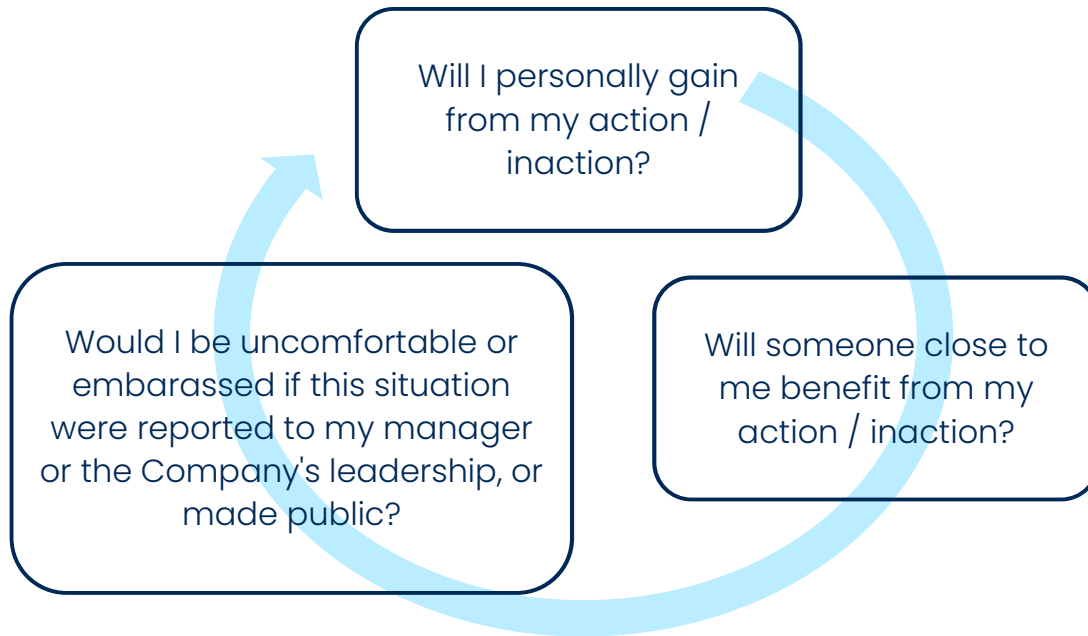 Will I personally gain
from my action /
inaction?
Will someone close to
me benefit from my
action / inaction?
Would I be uncomfortable or
embarassed if this situation
were reported to my manager
or the Company's leadership, or
made public?